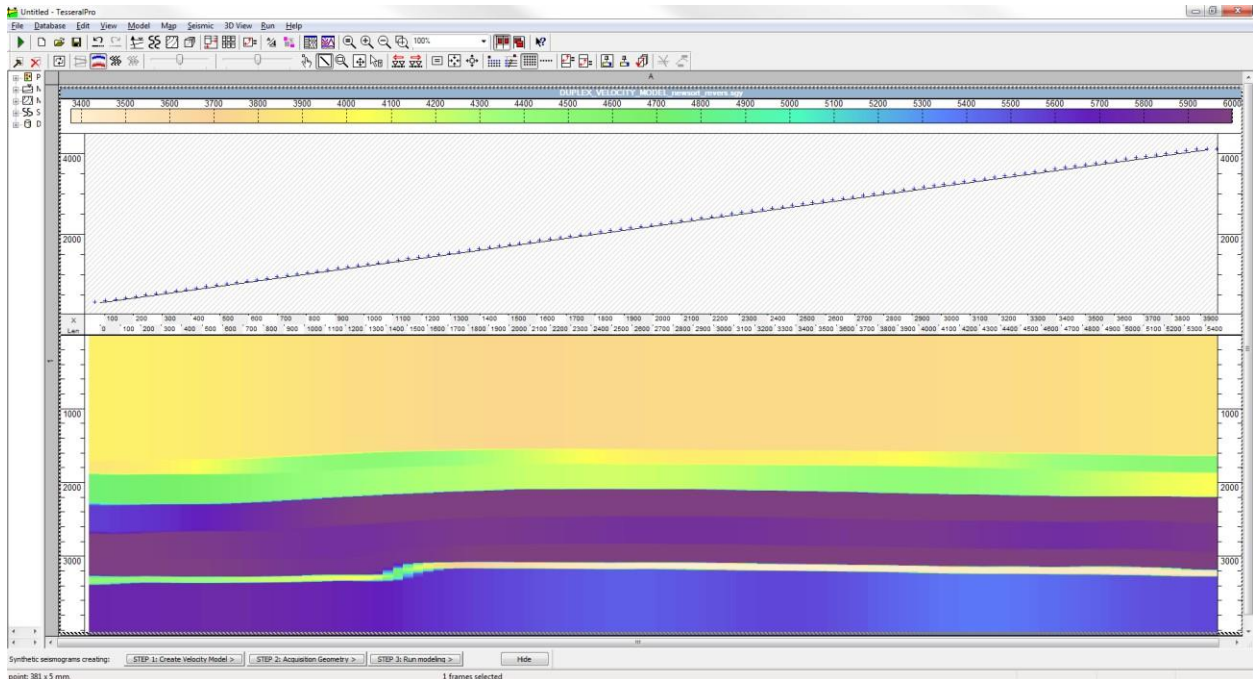 Untitled - TesseralPro
File Database Edit View Model Map Seismic 3D View Run Help
100%
P
A
DUPLEX_VELOCITY_MODEL_newsuit_revers.sgy
S
D
3400 3500 3600 3700 3800 3900 4000 4100 4200 4300 4400 4500 4600 4700 4800 4900 5000 5100 5200 5300 5400 5500 5600 5700 5800 5900 6000
4000 4000
2000 2000
X 100 200 300 400 500 600 700 800 900 1000 1100 1200 1300 1400 1500 1600 1700 1800 1900 2000 2100 2200 2300 2400 2500 2600 2700 2800 2900 3000 3100 3200 3300 3400 3500 3600 3700 3800 3900
Len 0 100 200 300 400 500 600 700 800 900 1000 1100 1200 1300 1400 1500 1600 1700 1800 1900 2000 2100 2200 2300 2400 2500 2600 2700 2800 2900 3000 3100 3200 3300 3400 3500 3600 3700 3800 3900 4000 4100 4200 4300 4400 4500 4600 4700 4800 4900 5000 5100 5200 5300 5400
1
1000 1000
2000 2000
3000 3000
Synthetic seismograms creating: STEP 1: Create Velocity Model > STEP 2: Acquisition Geometry > STEP 3: Run modeling > Hide
point: 381 x 5 mm. 1 frames selected